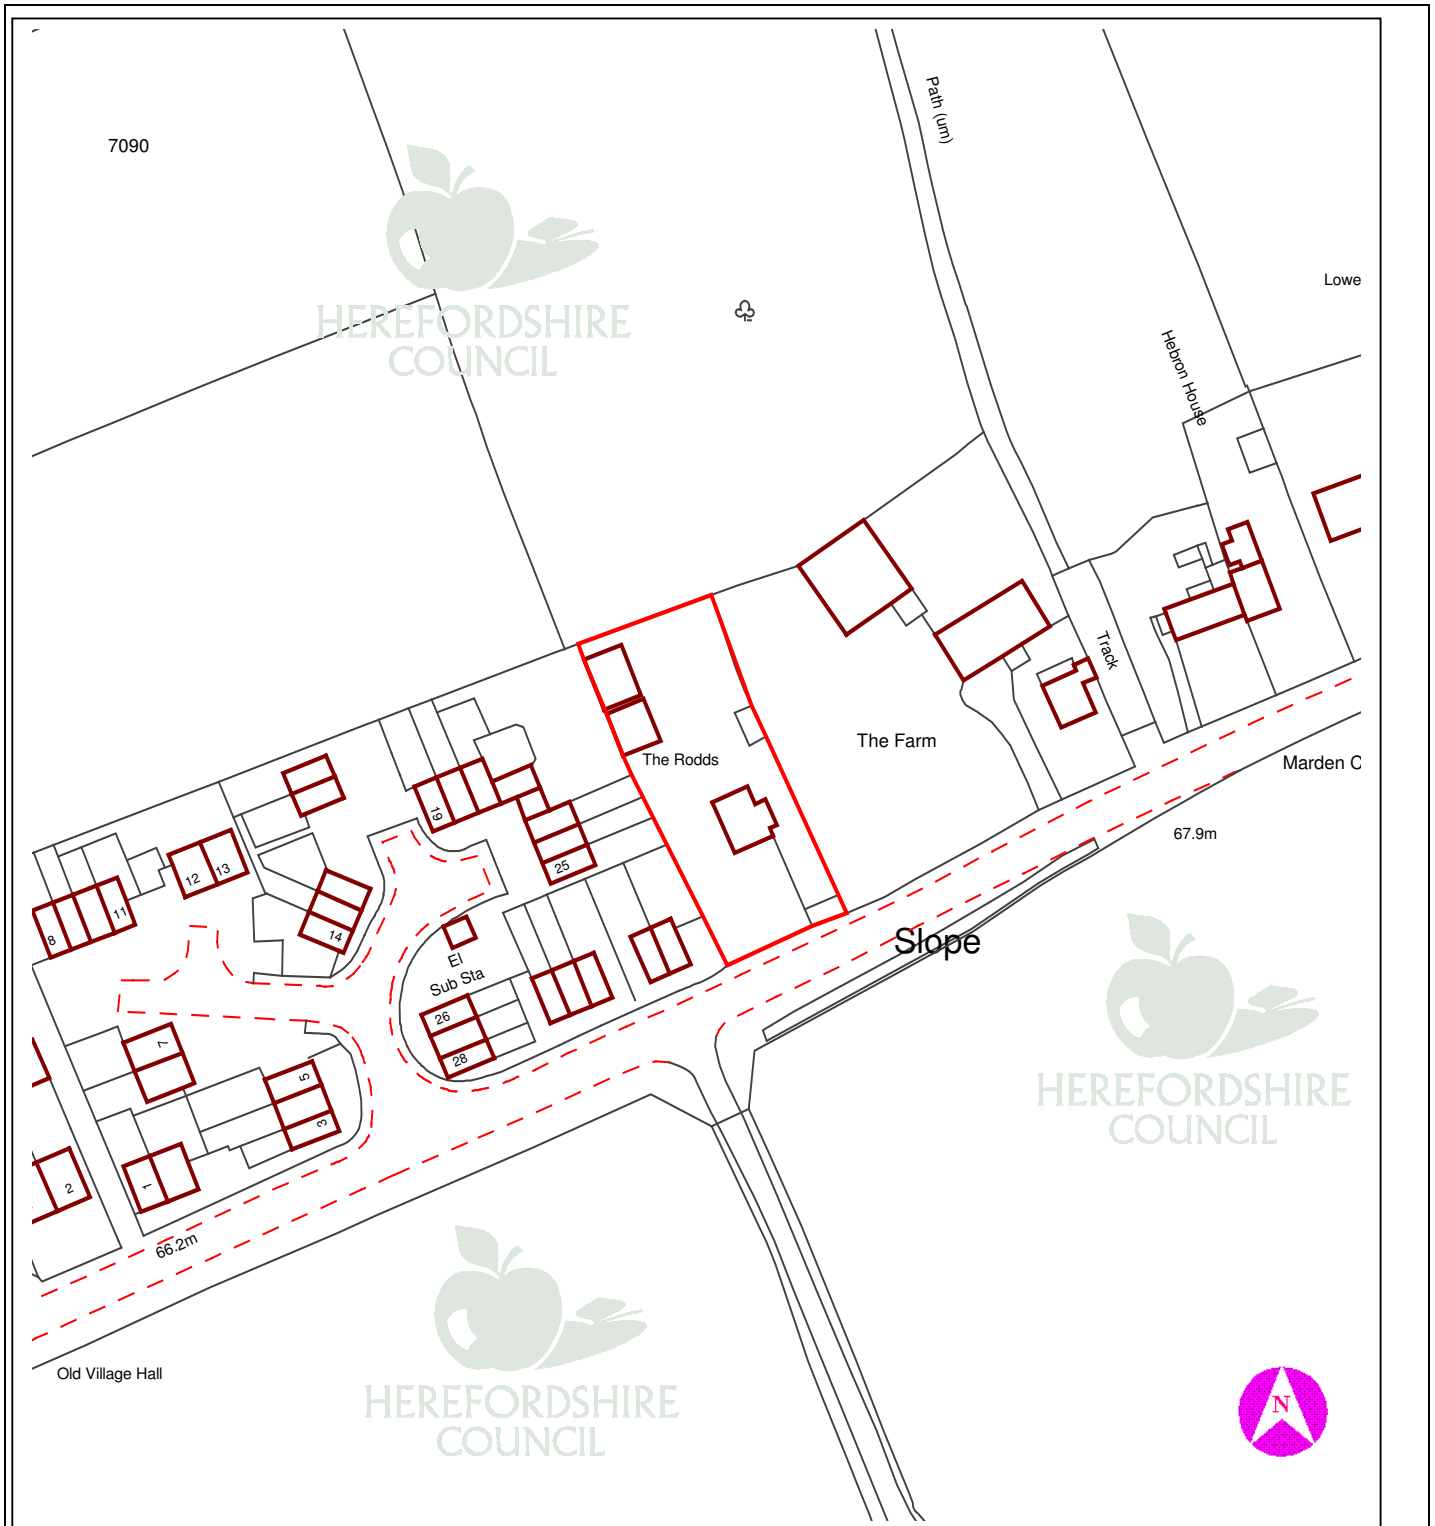 7090
Path (um)
HEREFORDSHIRE
COUNCIL
Lowe
Hebron House
Track
The Farm
The Rodds
Marden C
67.9m
19
25
12
13
11
8
14
Slope
El
Sub Sta
26
28
7
5
3
1
2
66.2m
HEREFORDSHIRE
COUNCIL
Old Village Hall
HEREFORDSHIRE
COUNCIL
N